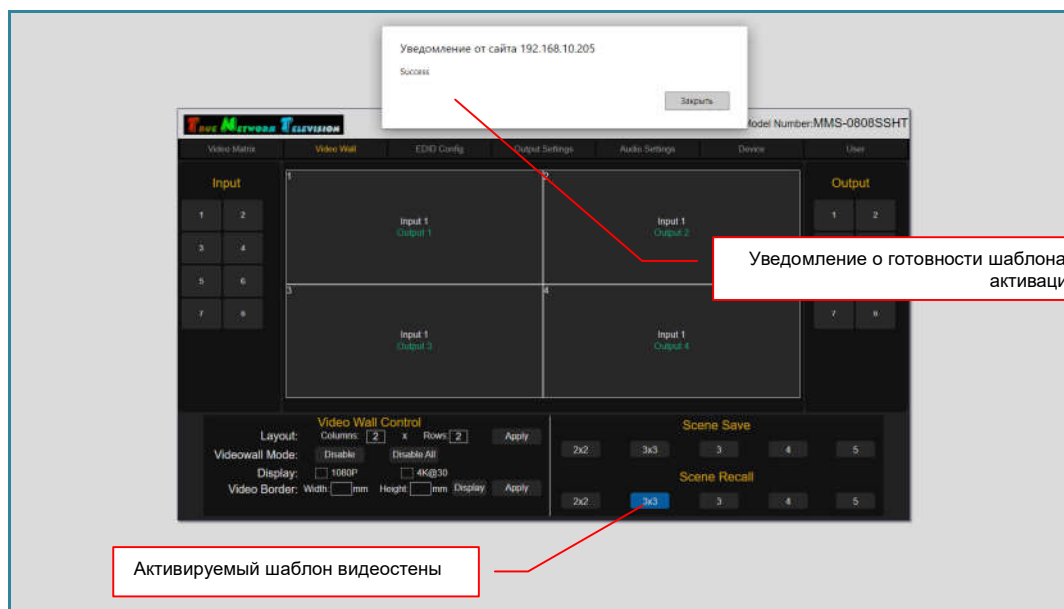 Уведомление от сайта 192.168.10.205
Success
Закрыть
True Network Television
Model Number:MMS-0808SSHT
Video Matrix
Video Wall
EDID Config
Output Settings
Audio Settings
Device
User
Input
1 2
3 4
5 6
7 8
1
Input 1
Output 1
2
Input 1
Output 2
3
Input 1
Output 3
4
Input 1
Output 4
Output
1 2
7 8
Уведомление о готовности шаблона
активаци
Video Wall Control
Layout: Columns: 2 x Rows: 2 Apply
Videowall Mode: Disable Disable All
Display: 1080P 4K@30
Video Border: Width: mm Height: mm Display Apply
Scene Save
2x2 3x3 3 4 5
Scene Recall
2x2 3x3 3 4 5
Активируемый шаблон видеостены